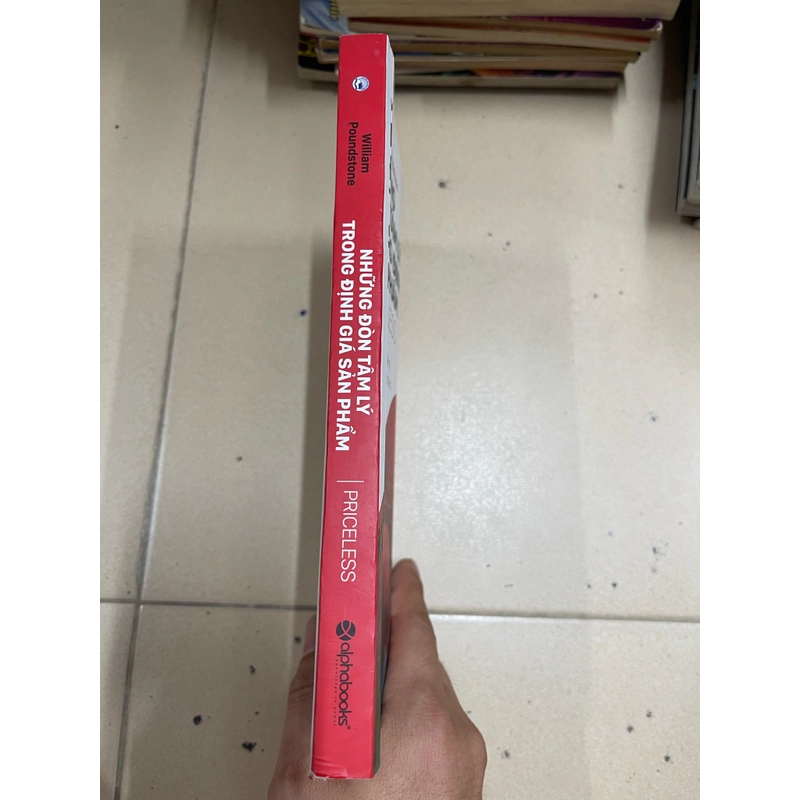 William
Poundstone
NHỮNG ĐÒN TÂM LÝ
TRONG ĐỊNH GIÁ SẢN PHẨM
PRICELESS
alphabooks®